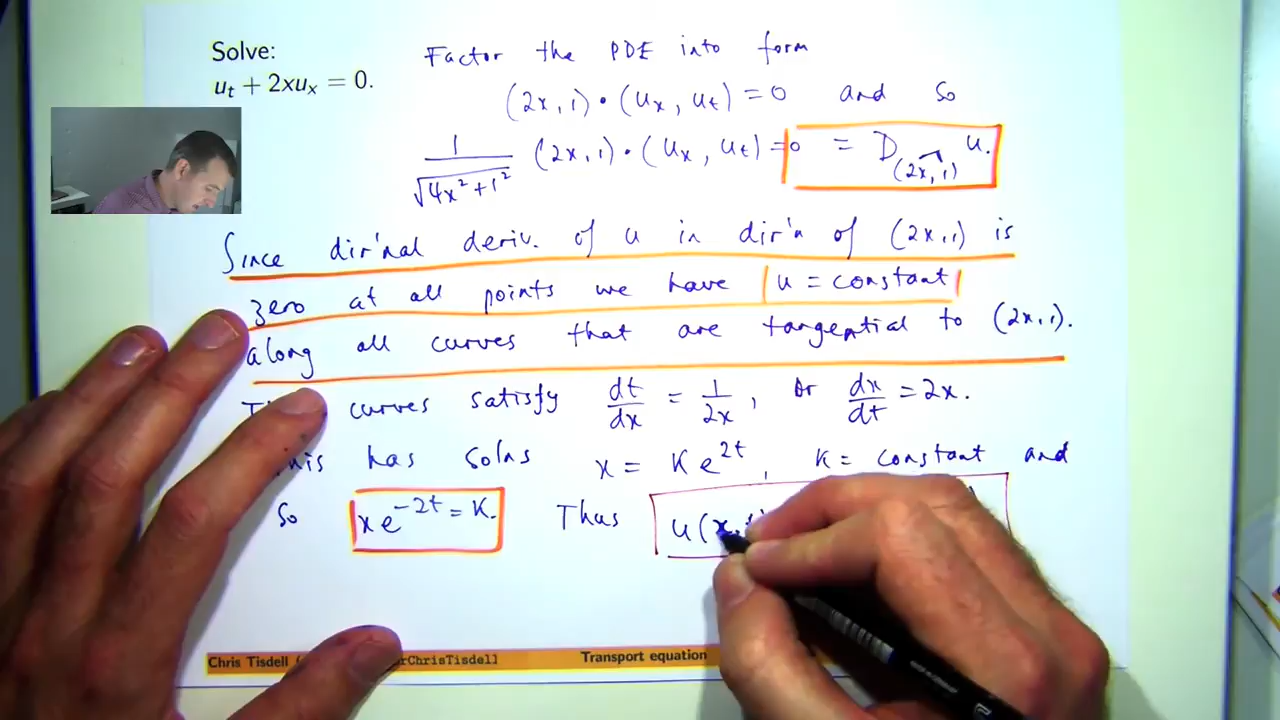 Solve:
u_t + 2xu_x = 0.
Factor the PDE into form
(2x, 1) • (u_x, u_t) = 0 and so
1/√(4x² + 1²) (2x, 1) • (u_x, u_t) = 0 = D_(2x, 1) u.
Since dir'nal deriv. of u in dir'n of (2x, 1) is
zero at all points we have u = constant
along all curves that are tangential to (2x, 1).
curves satisfy dt/dx = 1/2x, or dx/dt = 2x.
has solns x = Ke^{2t}, K = constant and
so xe^{-2t} = K. Thus u(x,
Chris Tisdell rChrisTisdell Transport equation